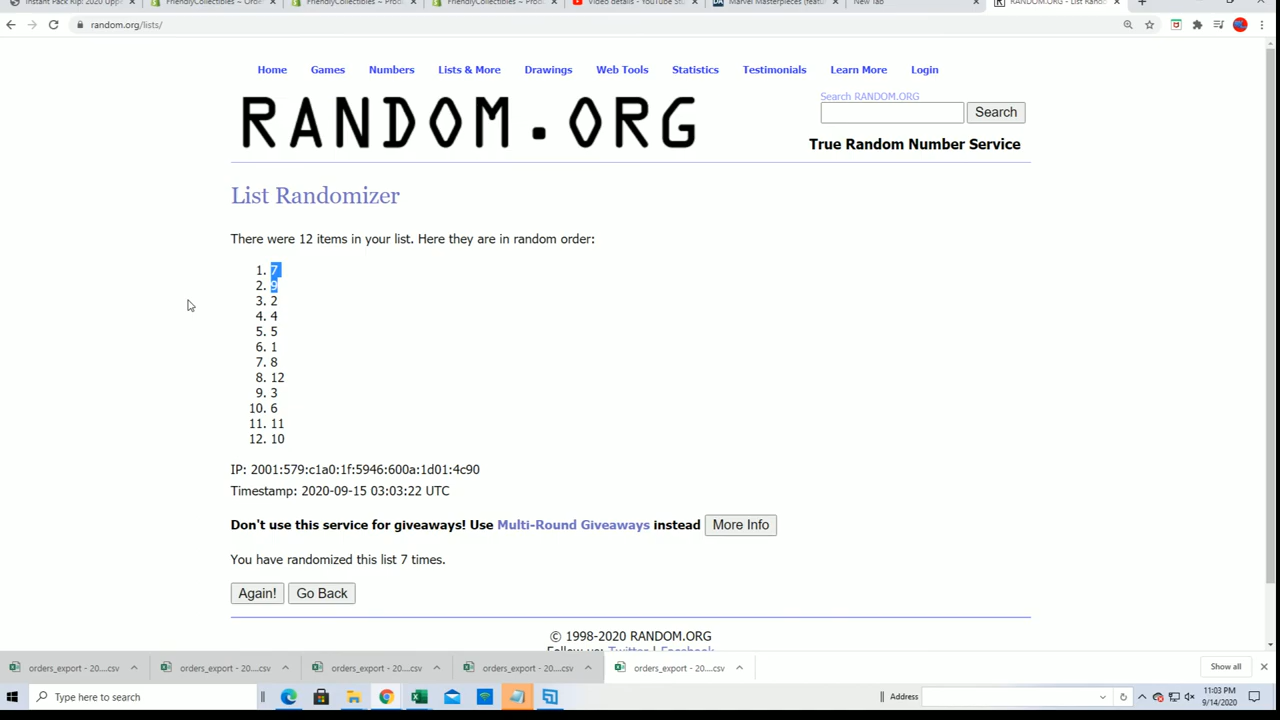 Instant Pack Rip: 2020 Upp
FriendlyCollectibles ~ Orde
FriendlyCollectibles ~ Prod
FriendlyCollectibles ~ Prod
Video details - YouTube St
Marvel Masterpieces (featu
New Tab
RANDOM.ORG - List Rando
random.org/lists/
Home Games Numbers Lists & More Drawings Web Tools Statistics Testimonials Learn More Login
Search RANDOM.ORG
RANDOM.ORG
Search
True Random Number Service
List Randomizer
There were 12 items in your list. Here they are in random order:
1. 7
2. 9
3. 2
4. 4
5. 5
6. 1
7. 8
8. 12
9. 3
10. 6
11. 11
12. 10
IP: 2001:579:c1a0:1f:5946:600a:1d01:4c90
Timestamp: 2020-09-15 03:03:22 UTC
Don't use this service for giveaways! Use Multi-Round Giveaways instead More Info
You have randomized this list 7 times.
Again! Go Back
© 1998-2020 RANDOM.ORG
Follow us: Twitter | Facebook
orders_export - 20....csv orders_export - 20....csv orders_export - 20....csv orders_export - 20....csv orders_export - 20....csv Show all
Type here to search
Address
11:03 PM
9/14/2020